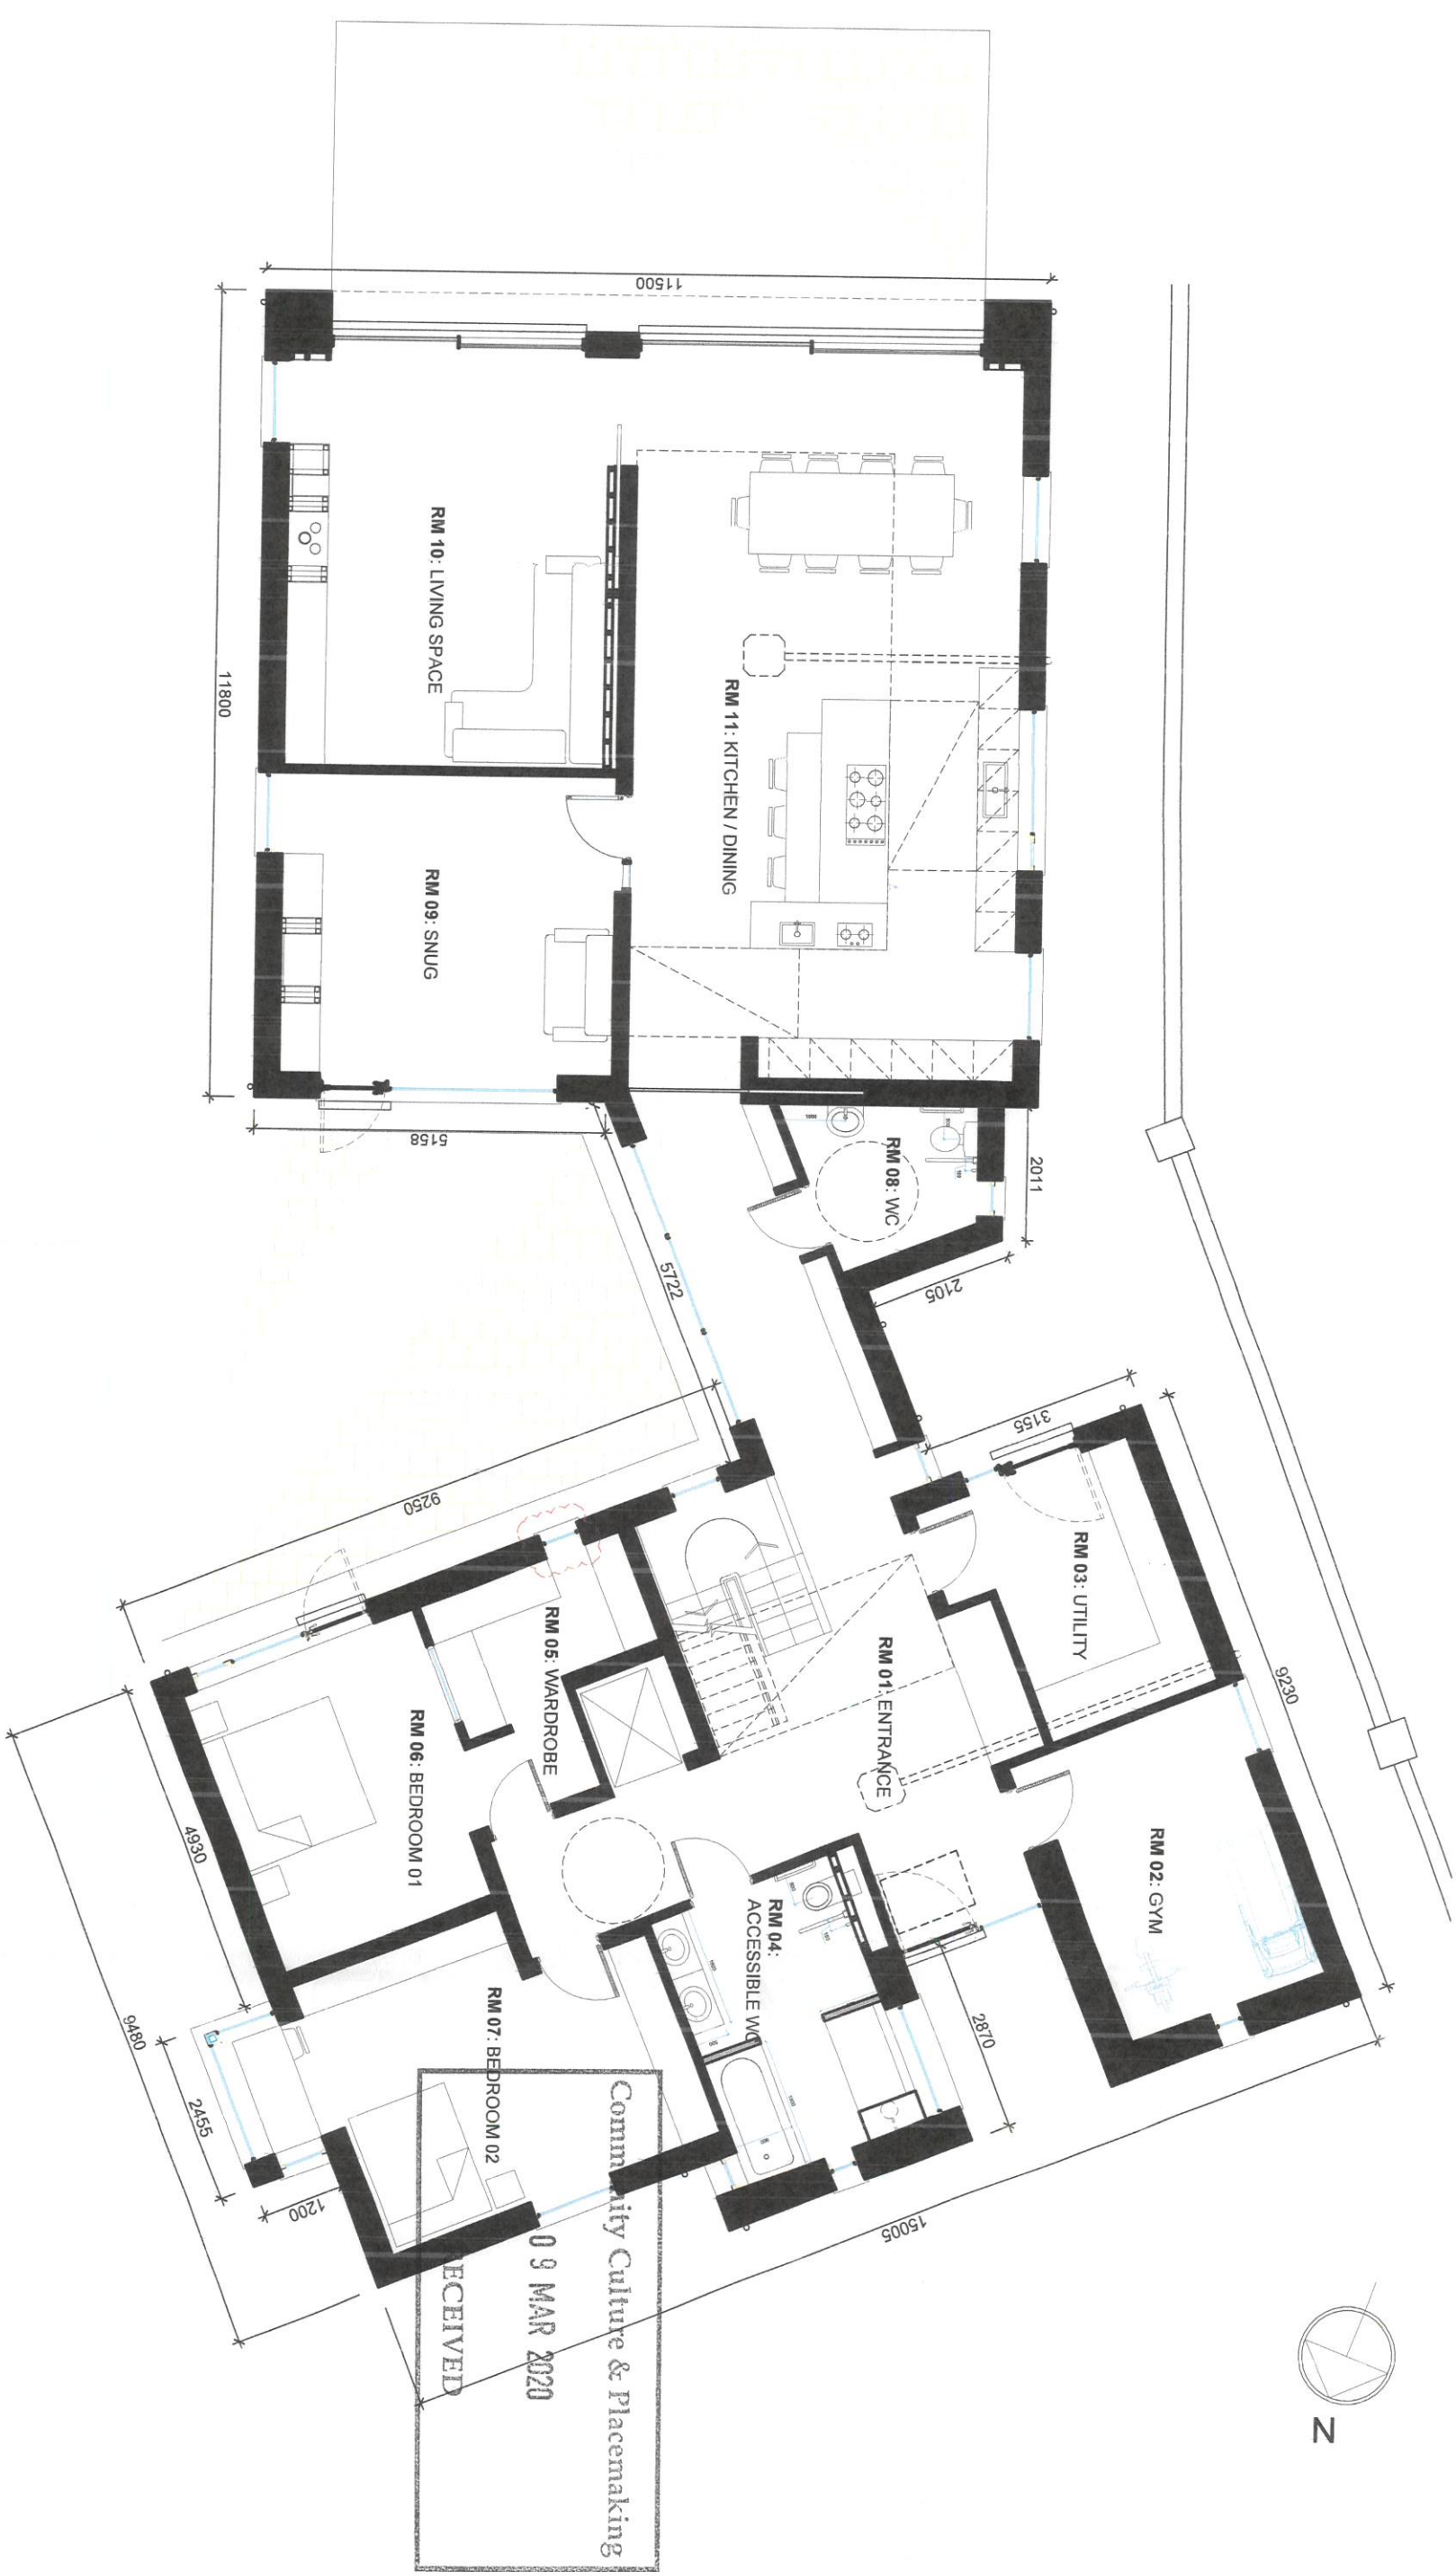 11500
RM 10: LIVING SPACE
RM 11: KITCHEN / DINING
11800
RM 09: SNUG
5158
RM 08: WC
2011
2105
5722
3155
9250
RM 03: UTILITY
9230
RM 05: WARDROBE
RM 01: ENTRANCE
RM 06: BEDROOM 01
RM 02: GYM
4930
RM 04:
ACCESSIBLE WC
2870
RM 07: BEDROOM 02
9480
2455
1200
15005
Community Culture & Placemaking
09 MAR 2020
ECEIVED
N